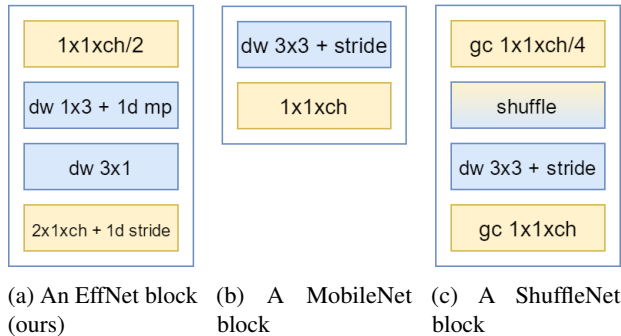 1x1xch/2
dw 1x3 + 1d mp
dw 3x1
2x1xch + 1d stride
(a) An EffNet block
(ours)
dw 3x3 + stride
1x1xch
(b) A MobileNet
block
gc 1x1xch/4
shuffle
dw 3x3 + stride
gc 1x1xch
(c) A ShuffleNet
block